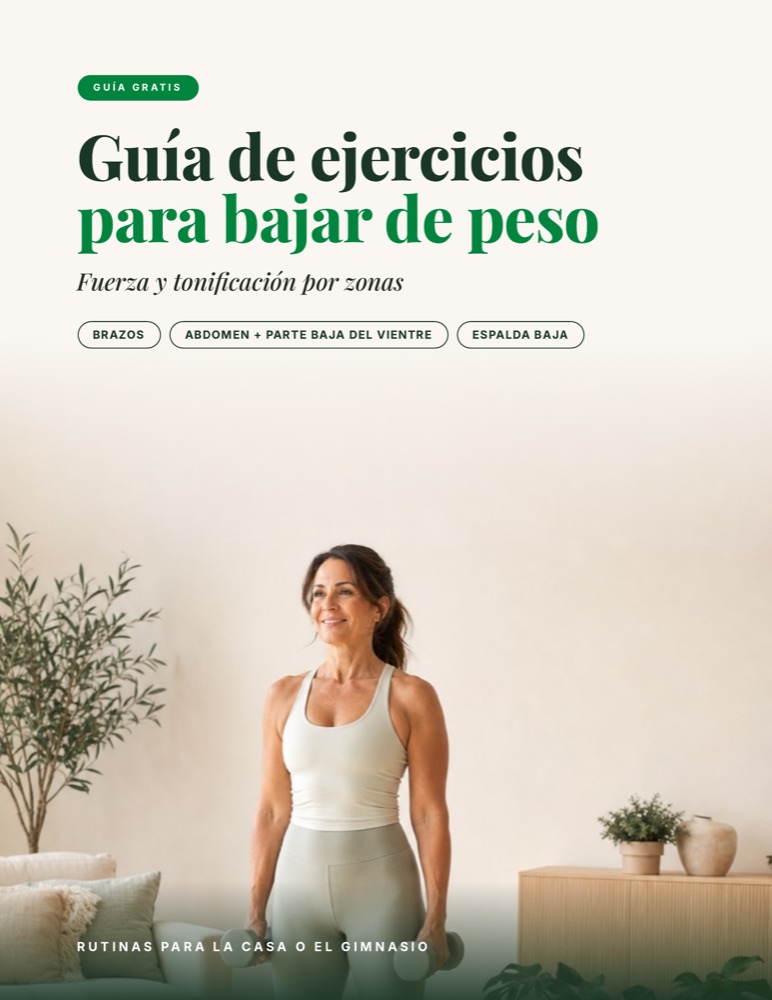 GUÍA GRATIS
Guía de ejercicios
para bajar de peso
Fuerza y tonificación por zonas
BRAZOS
ABDOMEN + PARTE BAJA DEL VIENTRE
ESPALDA BAJA
RUTINAS PARA LA CASA O EL GIMNASIO